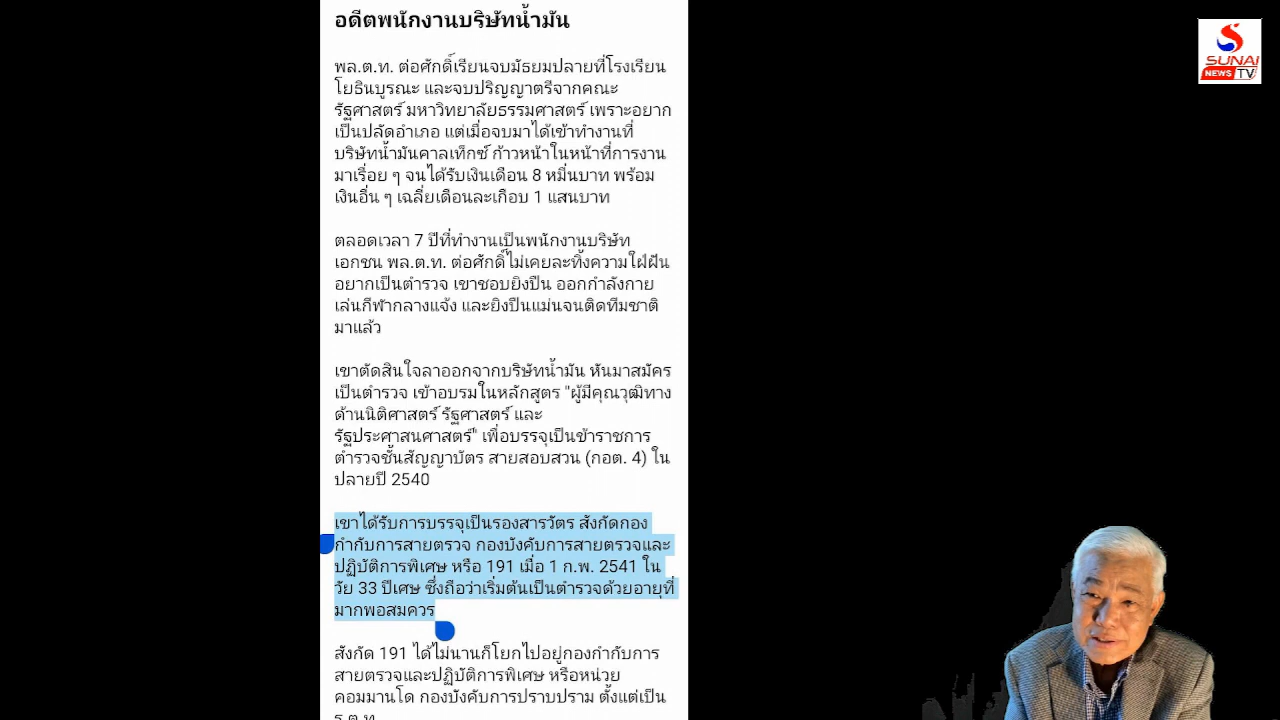 อดีตพนักงานบริษัทน้ำมัน
พล.ต.ท. ต่อศักดิ์เรียนจบมัธยมปลายที่โรงเรียน
โยธินบูรณะ และจบปริญญาตรีจากคณะ
รัฐศาสตร์ มหาวิทยาลัยธรรมศาสตร์ เพราะอยาก
เป็นปลัดอำเภอ แต่เมื่อจบมาได้เข้าทำงานที่
บริษัทน้ำมันคาลเท็กซ์ ก้าวหน้าในหน้าที่การงาน
มาเรื่อย ๆ จนได้รับเงินเดือน 8 หมื่นบาท พร้อม
เงินอื่น ๆ เฉลี่ยเดือนละเกือบ 1 แสนบาท
ตลอดเวลา 7 ปีที่ทำงานเป็นพนักงานบริษัท
เอกชน พล.ต.ท. ต่อศักดิ์ไม่เคยละทิ้งความใฝ่ฝัน
อยากเป็นตำรวจ เขาชอบยิงปืน ออกกำลังกาย
เล่นกีฬากลางแจ้ง และยิงปืนแม่นจนติดทีมชาติ
มาแล้ว
เขาตัดสินใจลาออกจากบริษัทน้ำมัน หันมาสมัคร
เป็นตำรวจ เข้าอบรมในหลักสูตร "ผู้มีคุณวุฒิทาง
ด้านนิติศาสตร์ รัฐศาสตร์ และ
รัฐประศาสนศาสตร์" เพื่อบรรจุเป็นข้าราชการ
ตำรวจชั้นสัญญาบัตร สายสอบสวน (กอต. 4) ใน
ปลายปี 2540
เขาได้รับการบรรจุเป็นรองสารวัตร สังกัดกอง
กำกับการสายตรวจ กองบังคับการสายตรวจและ
ปฏิบัติการพิเศษ หรือ 191 เมื่อ 1 ก.พ. 2541 ใน
วัย 33 ปีเศษ ซึ่งถือว่าเริ่มต้นเป็นตำรวจด้วยอายุที่
มากพอสมควร
สังกัด 191 ได้ไม่นานก็โยกไปอยู่กองกำกับการ
สายตรวจและปฏิบัติการพิเศษ หรือหน่วย
คอมมานโด กองบังคับการปราบปราม ตั้งแต่เป็น
ร.ต.ท.
SUNAI
NEWS TV